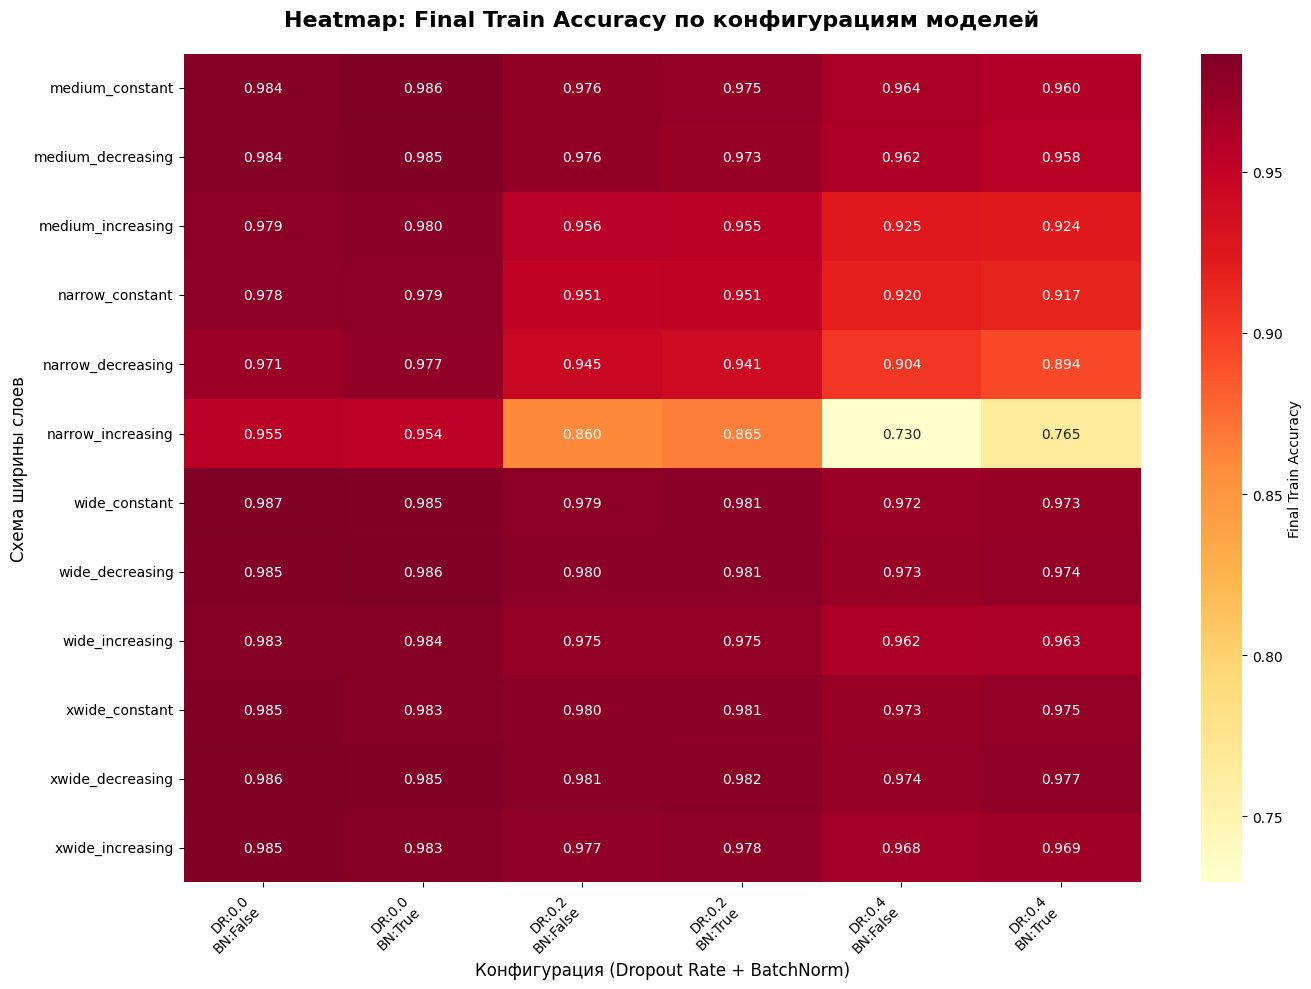 Heatmap: Final Train Accuracy по конфигурациям моделей
Схема ширины слоев
medium_constant 0.984 0.986 0.976 0.975 0.964 0.960
medium_decreasing 0.984 0.985 0.976 0.973 0.962 0.958
medium_increasing 0.979 0.980 0.956 0.955 0.925 0.924
narrow_constant 0.978 0.979 0.951 0.951 0.920 0.917
narrow_decreasing 0.971 0.977 0.945 0.941 0.904 0.894
narrow_increasing 0.955 0.954 0.860 0.865 0.730 0.765
wide_constant 0.987 0.985 0.979 0.981 0.972 0.973
wide_decreasing 0.985 0.986 0.980 0.981 0.973 0.974
wide_increasing 0.983 0.984 0.975 0.975 0.962 0.963
xwide_constant 0.985 0.983 0.980 0.981 0.973 0.975
xwide_decreasing 0.986 0.985 0.981 0.982 0.974 0.977
xwide_increasing 0.985 0.983 0.977 0.978 0.968 0.969
DR:0.0
BN:False
DR:0.0
BN:True
DR:0.2
BN:False
DR:0.2
BN:True
DR:0.4
BN:False
DR:0.4
BN:True
Конфигурация (Dropout Rate + BatchNorm)
0.95
0.90
0.85
0.80
0.75
Final Train Accuracy